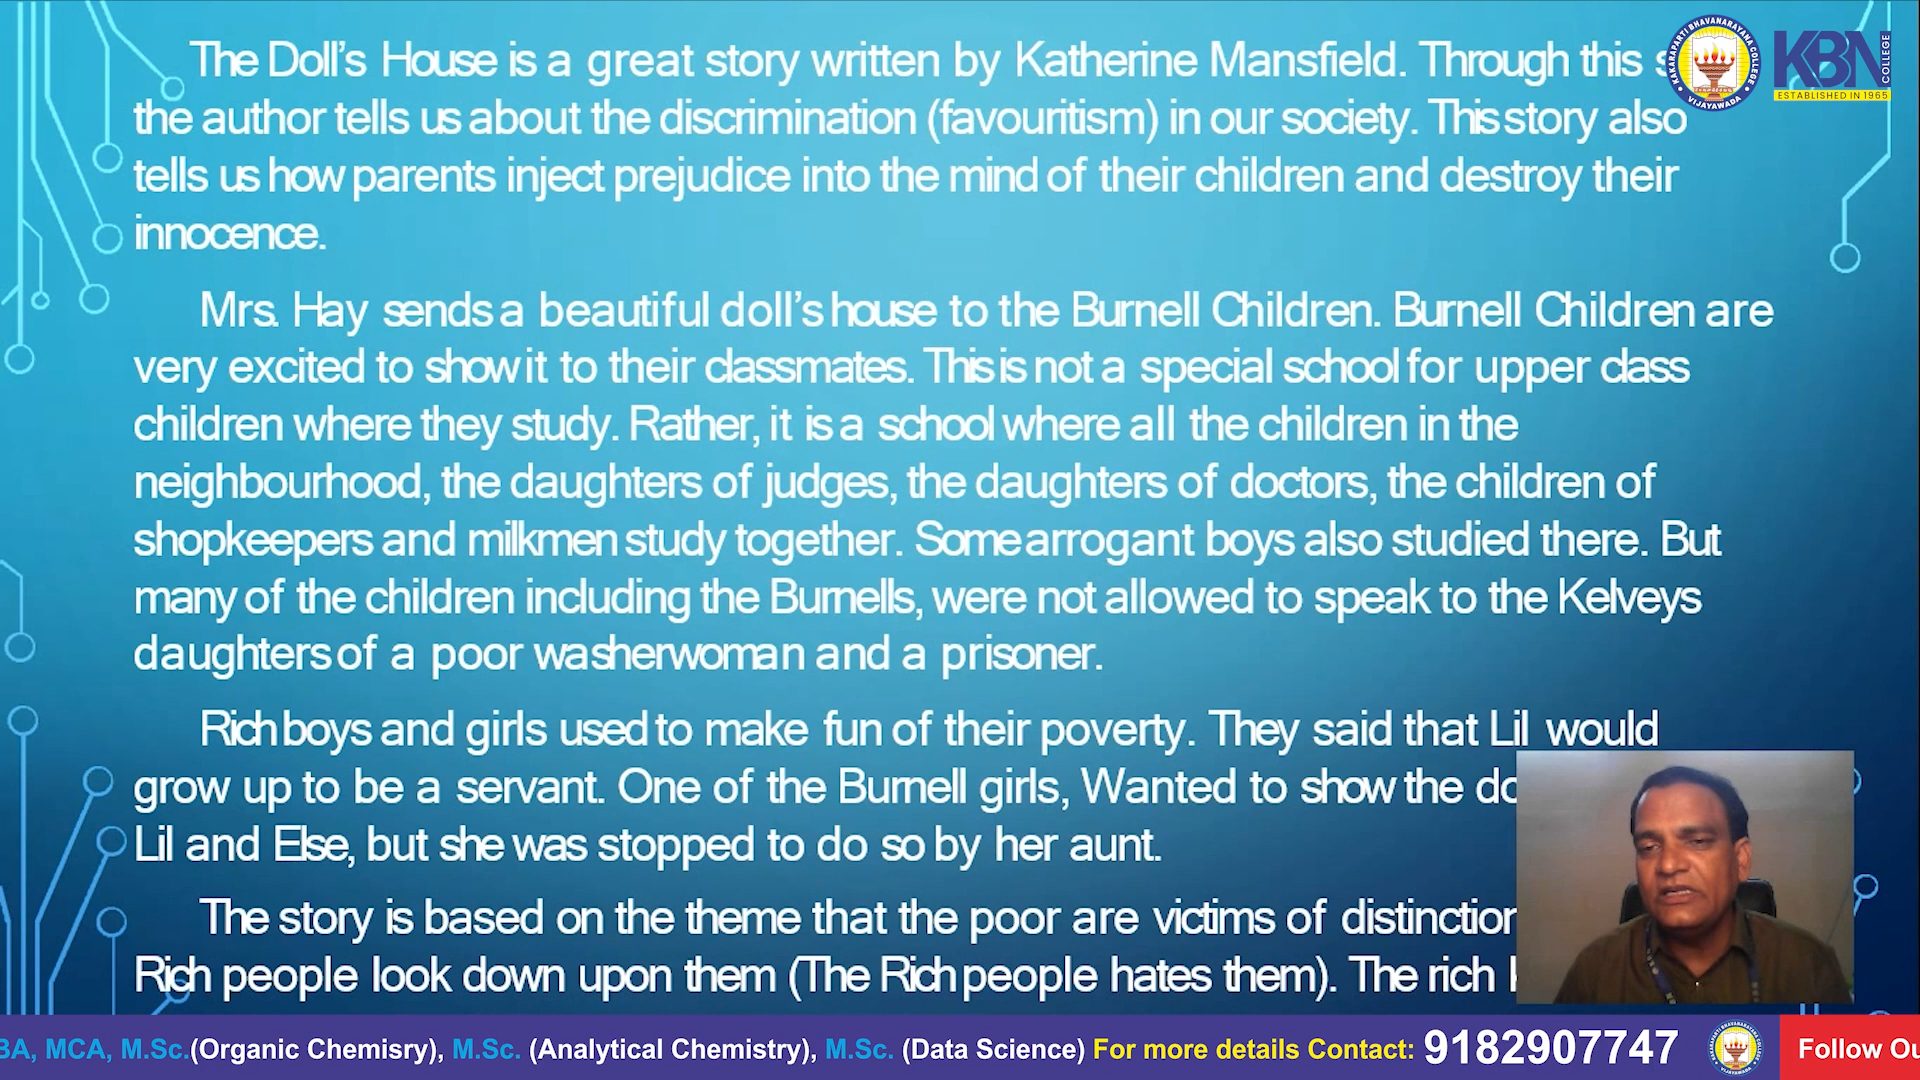 The Doll's House is a great story written by Katherine Mansfield. Through this
the author tells us about the discrimination (favouritism) in our society. This story also
tells us how parents inject prejudice into the mind of their children and destroy their
innocence.
Mrs. Hay sends a beautiful doll's house to the Burnell Children. Burnell Children are
very excited to show it to their classmates. This is not a special school for upper class
children where they study. Rather, it is a school where all the children in the
neighbourhood, the daughters of judges, the daughters of doctors, the children of
shopkeepers and milkmen study together. Some arrogant boys also studied there. But
many of the children including the Burnells, were not allowed to speak to the Kelveys
daughters of a poor washerwoman and a prisoner.
Rich boys and girls used to make fun of their poverty. They said that Lil would
grow up to be a servant. One of the Burnell girls, Wanted to show the
Lil and Else, but she was stopped to do so by her aunt.
The story is based on the theme that the poor are victims of
Rich people look down upon them (The Rich people hates them). The rich
KAKARAPARTI BHAVANARAYANA COLLEGE
VIJAYAWADA
KBN
COLLEGE
ESTABLISHED IN 1965
BA, MCA, M.Sc.(Organic Chemisry), M.Sc. (Analytical Chemistry), M.Sc. (Data Science) For more details Contact: 9182907747
Follow